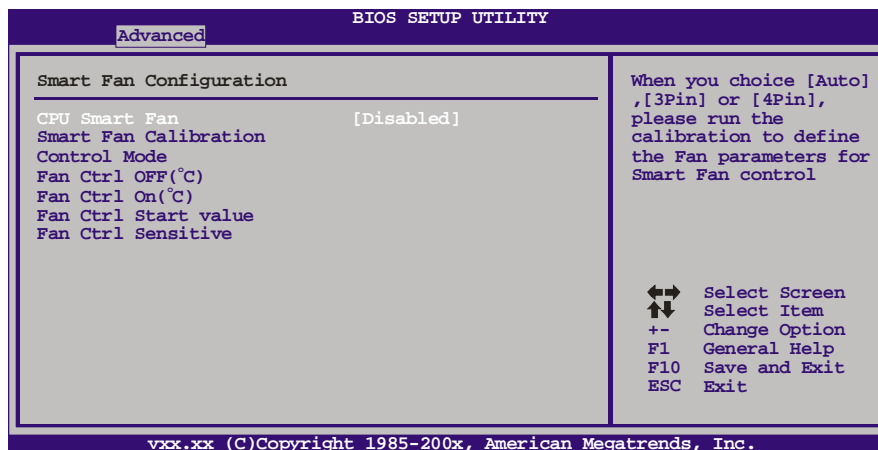 BIOS SETUP UTILITY
Advanced
Smart Fan Configuration
CPU Smart Fan [Disabled]
Smart Fan Calibration
Control Mode
Fan Ctrl OFF(°C)
Fan Ctrl On(°C)
Fan Ctrl Start value
Fan Ctrl Sensitive
When you choice [Auto]
,[3Pin] or [4Pin],
please run the
calibration to define
the Fan parameters for
Smart Fan control
Select Screen
Select Item
+- Change Option
F1 General Help
F10 Save and Exit
ESC Exit
vxx.xx (C)Copyright 1985-200x, American Megatrends, Inc.